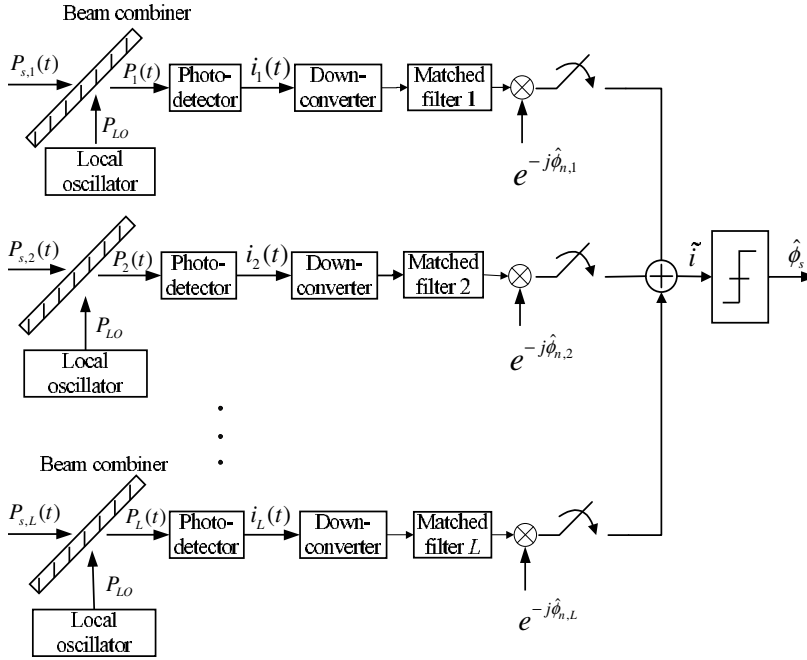 Beam combiner
P_{s,1}(t)
P_1(t)
Photo-
detector
i_1(t)
Down-
converter
Matched
filter 1
P_{LO}
Local
oscillator
e^{-j\hat{\phi}_{n,1}}
P_{s,2}(t)
P_2(t)
Photo-
detector
i_2(t)
Down-
converter
Matched
filter 2
\tilde{i}
\hat{\phi}_s
P_{LO}
Local
oscillator
e^{-j\hat{\phi}_{n,2}}
Beam combiner
P_{s,L}(t)
P_L(t)
Photo-
detector
i_L(t)
Down-
converter
Matched
filter L
P_{LO}
Local
oscillator
e^{-j\hat{\phi}_{n,L}}